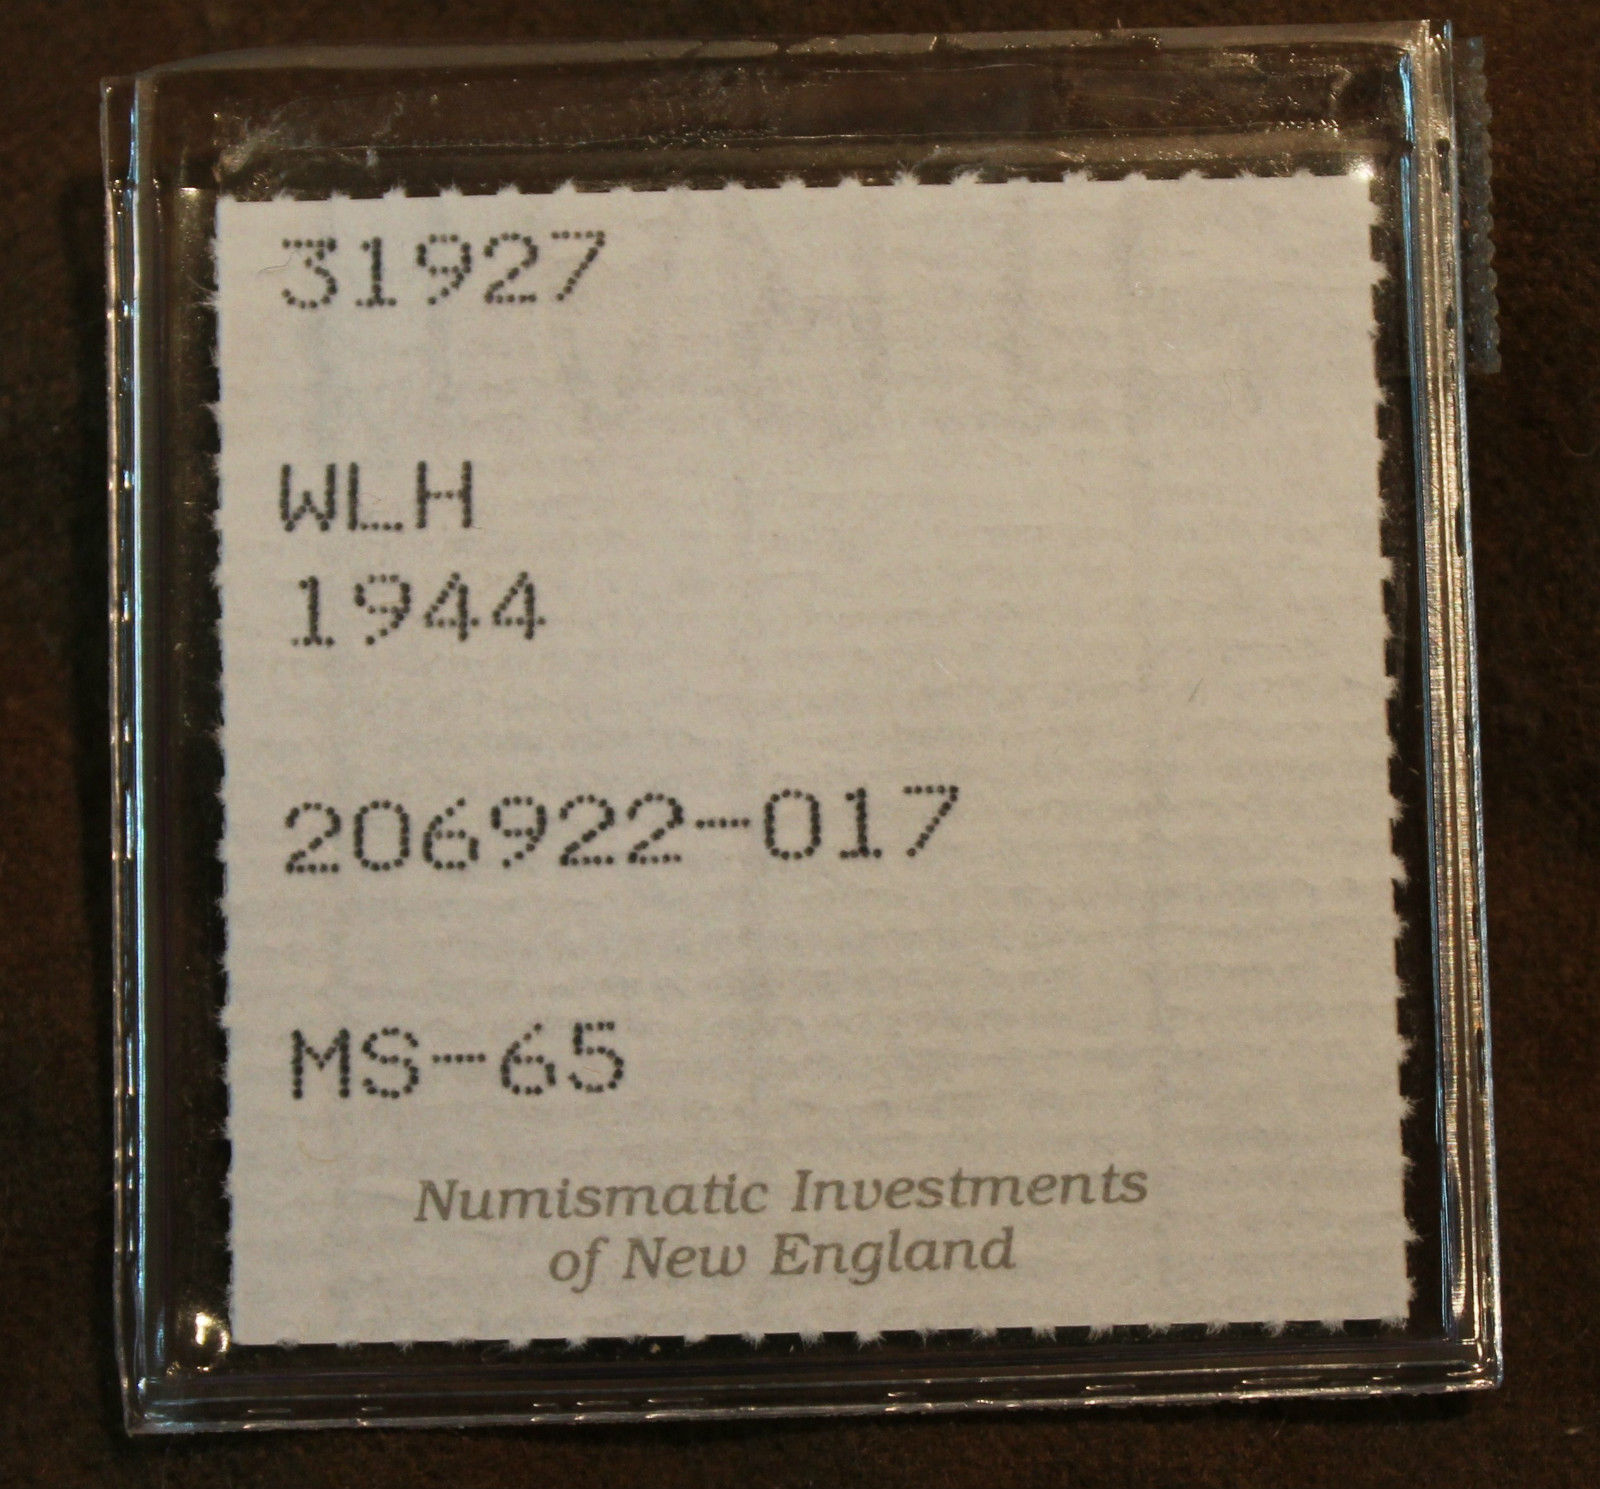 31927
WLH
1944
206922-017
MS-65
Numismatic Investments
of New England